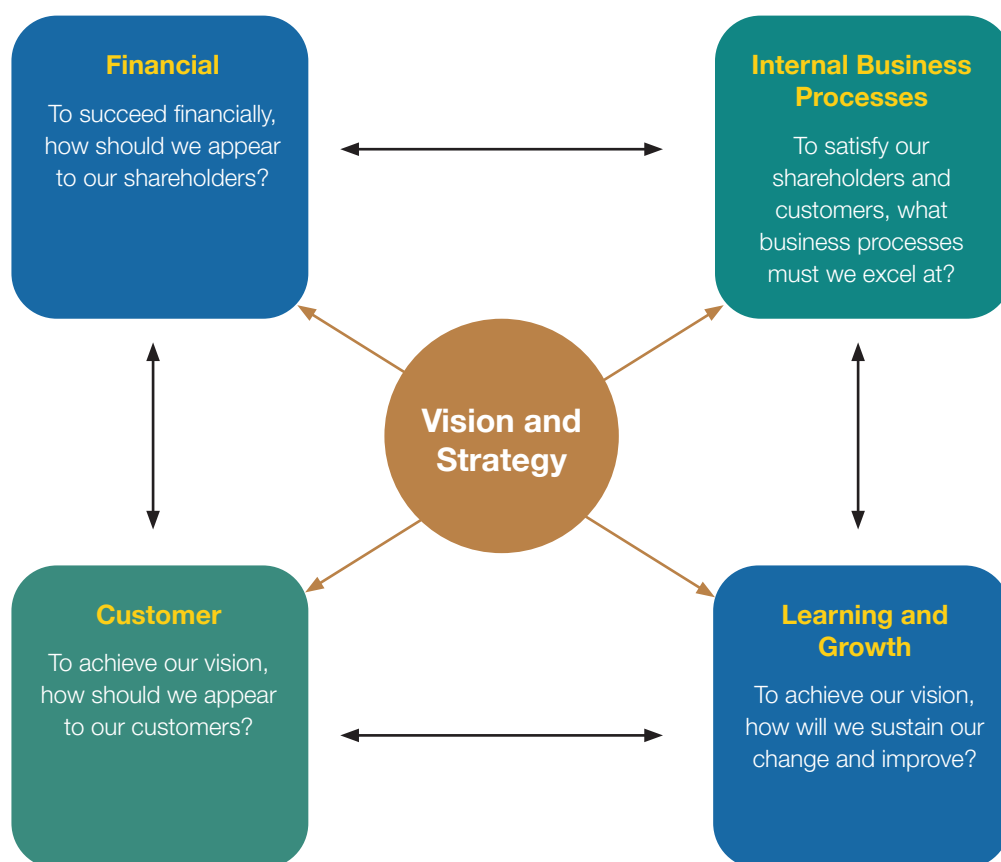 Financial
To succeed financially,
how should we appear
to our shareholders?
Internal Business
Processes
To satisfy our
shareholders and
customers, what
business processes
must we excel at?
Vision and
Strategy
Customer
To achieve our vision,
how should we appear
to our customers?
Learning and
Growth
To achieve our vision,
how will we sustain our
change and improve?